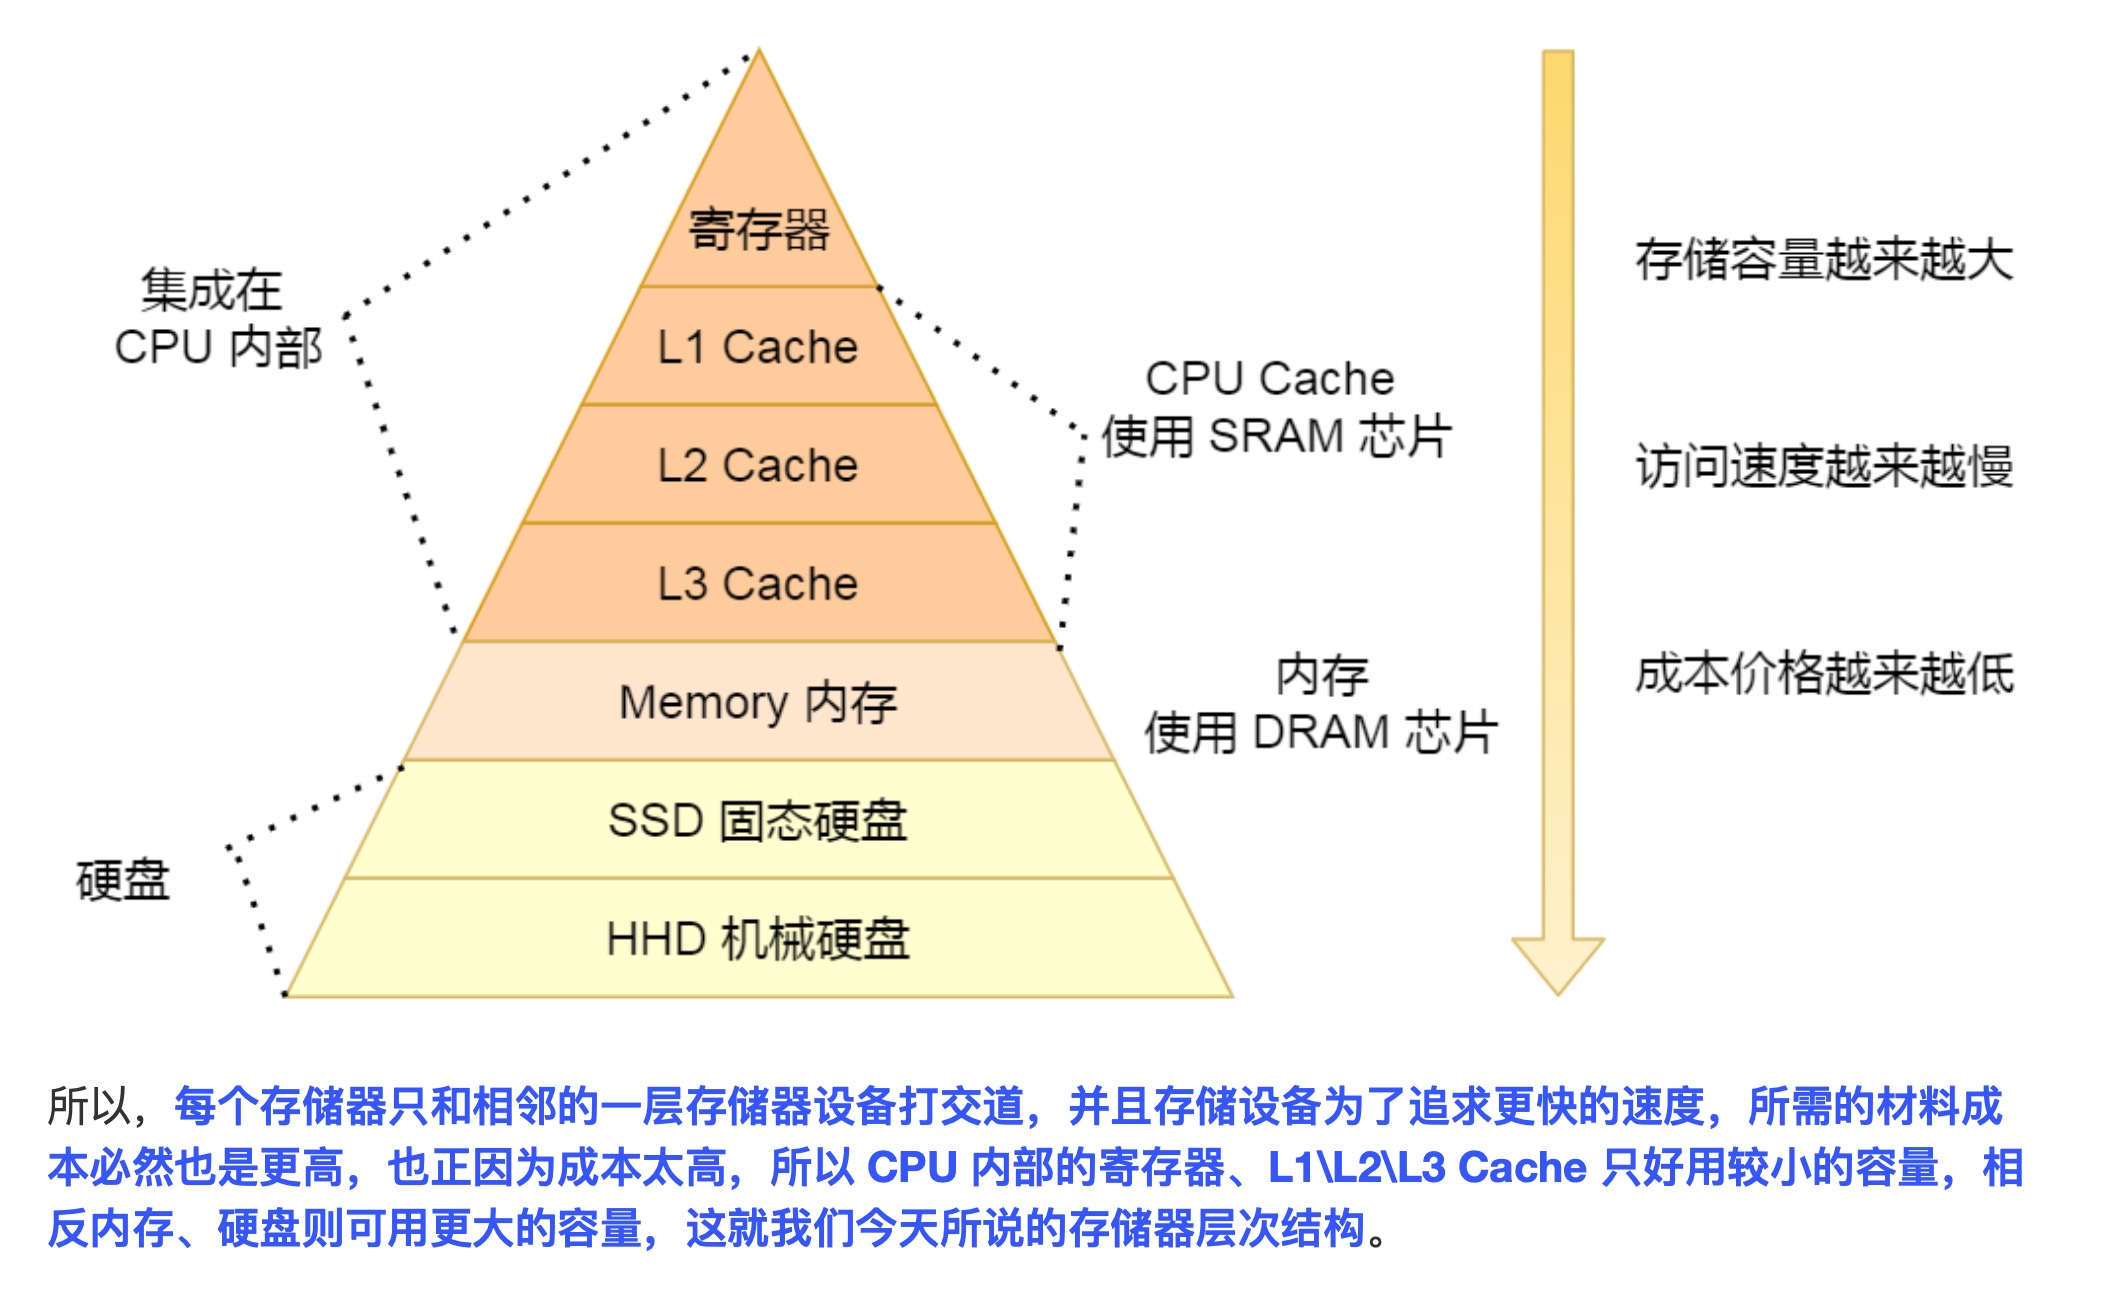 寄存器
L1 Cache
L2 Cache
L3 Cache
Memory 内存
SSD 固态硬盘
HHD 机械硬盘
集成在
CPU 内部
硬盘
CPU Cache
使用 SRAM 芯片
内存
使用 DRAM 芯片
存储容量越来越大
访问速度越来越慢
成本价格越来越低
所以，每个存储器只和相邻的一层存储器设备打交道，并且存储设备为了追求更快的速度，所需的材料成
本必然也是更高，也正因为成本太高，所以 CPU 内部的寄存器、L1\L2\L3 Cache 只好用较小的容量，相
反内存、硬盘则可用更大的容量，这就我们今天所说的存储器层次结构。